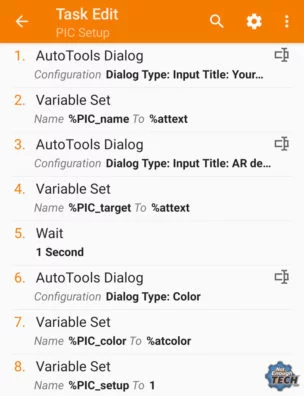 Task Edit
PIC Setup
1. AutoTools Dialog
Configuration Dialog Type: Input Title: Your...
2. Variable Set
Name %PIC_name To %attext
3. AutoTools Dialog
Configuration Dialog Type: Input Title: AR de...
4. Variable Set
Name %PIC_target To %attext
5. Wait
1 Second
6. AutoTools Dialog
Configuration Dialog Type: Color
7. Variable Set
Name %PIC_color To %atcolor
8. Variable Set
Name %PIC_setup To 1
Not Enough
TECH